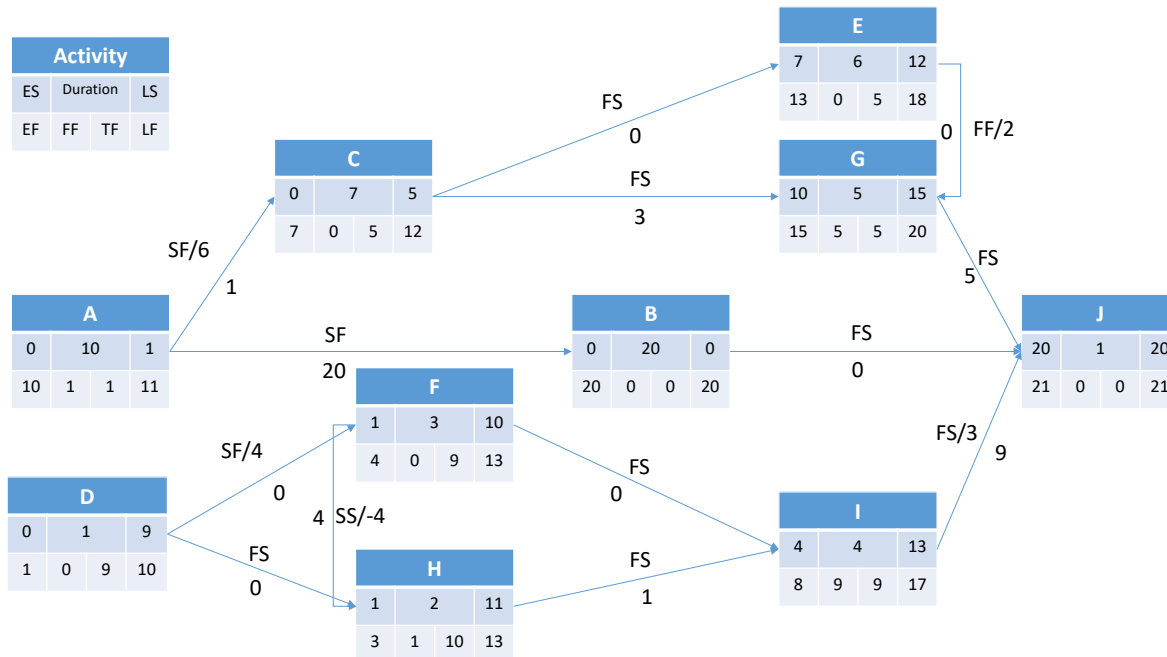 Activity
ES Duration LS
EF FF TF LF
E
7 6 12
13 0 5 18
FS
0
0 FF/2
C
0 7 5
7 0 5 12
FS
3
G
10 5 15
15 5 5 20
SF/6
1
FS
5
A
0 10 1
10 1 1 11
SF
20
B
0 20 0
20 0 0 20
FS
0
J
20 1 20
21 0 0 21
F
1 3 10
4 0 9 13
SF/4
0
FS
0
FS/3
9
D
0 1 9
1 0 9 10
4 SS/-4
I
4 4 13
8 9 9 17
FS
0
H
1 2 11
3 1 10 13
FS
1